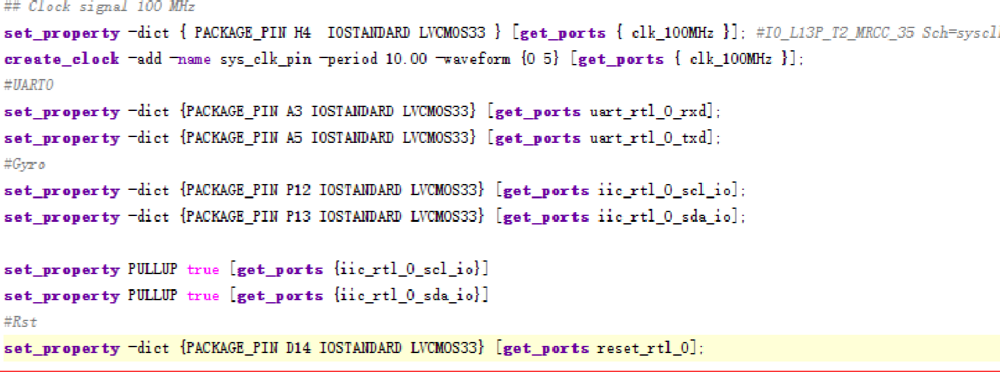 ## Clock signal 100 MHz
set_property -dict { PACKAGE_PIN H4  IOSTANDARD LVCMOS33 } [get_ports { clk_100MHz }]; #IO_L13P_T2_MRCC_35 Sch=syscl
create_clock -add -name sys_clk_pin -period 10.00 -waveform {0 5} [get_ports { clk_100MHz }];
#UART0
set_property -dict {PACKAGE_PIN A3 IOSTANDARD LVCMOS33} [get_ports uart_rtl_0_rxd];
set_property -dict {PACKAGE_PIN A5 IOSTANDARD LVCMOS33} [get_ports uart_rtl_0_txd];
#Gyro
set_property -dict {PACKAGE_PIN P12 IOSTANDARD LVCMOS33} [get_ports iic_rtl_0_scl_io];
set_property -dict {PACKAGE_PIN P13 IOSTANDARD LVCMOS33} [get_ports iic_rtl_0_sda_io];
set_property PULLUP true [get_ports {iic_rtl_0_scl_io}]
set_property PULLUP true [get_ports {iic_rtl_0_sda_io}]
#Rst
set_property -dict {PACKAGE_PIN D14 IOSTANDARD LVCMOS33} [get_ports reset_rtl_0];